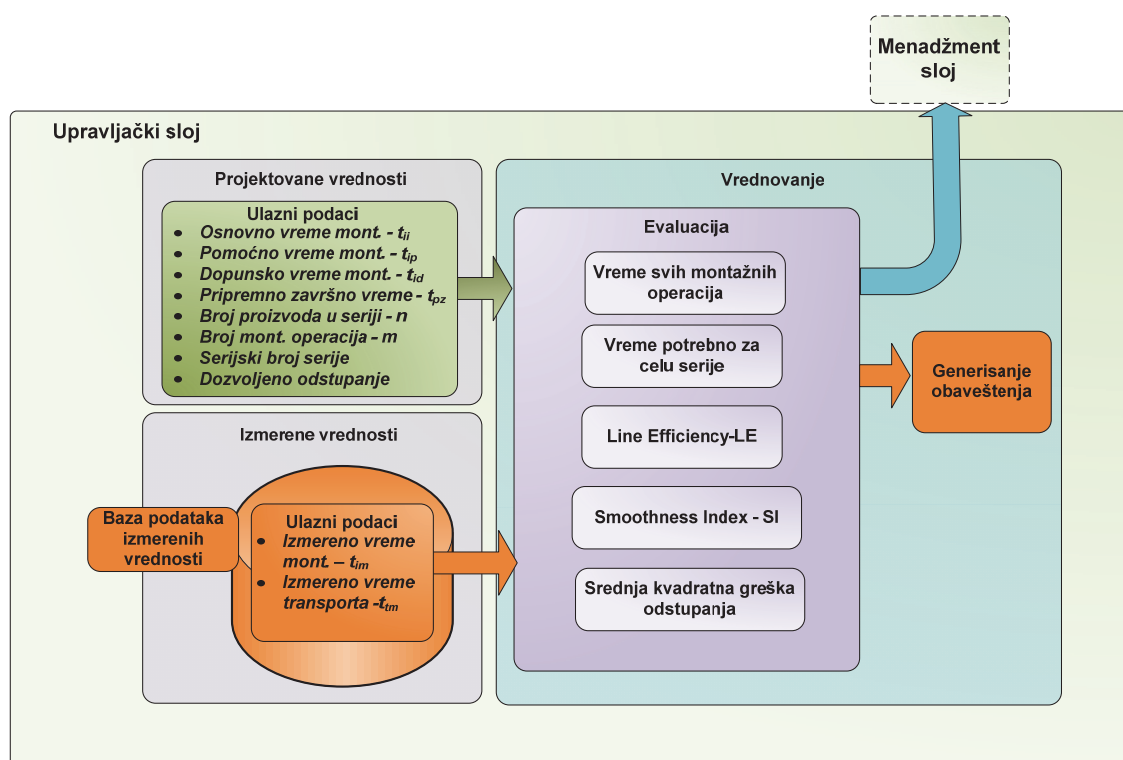 Menadžment
sloj
Upravljački sloj
Projektovane vrednosti
Ulazni podaci
• Osnovno vreme mont. - tii
• Pomoćno vreme mont. - tip
• Dopunsko vreme mont. - tid
• Pripremno završno vreme - tpz
• Broj proizvoda u seriji - n
• Broj mont. operacija - m
• Serijski broj serije
• Dozvoljeno odstupanje
Izmerene vrednosti
Baza podataka
izmerenih
vrednosti
Ulazni podaci
• Izmereno vreme
mont. – tim
• Izmereno vreme
transporta -ttm
Vrednovanje
Evaluacija
Vreme svih montažnih
operacija
Vreme potrebno za
celu serije
Line Efficiency-LE
Smoothness Index - SI
Srednja kvadratna greška
odstupanja
Generisanje
obaveštenja